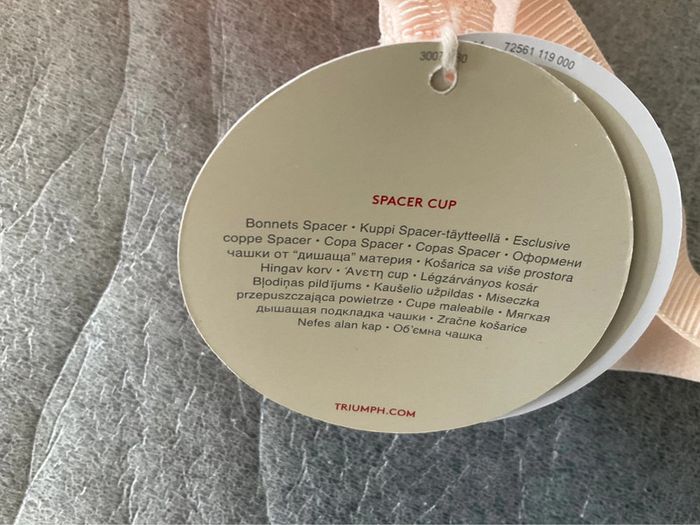 72561 119 000
SPACER CUP
Bonnets Spacer • Kuppi Spacer-täytteellä • Esclusive
coppe Spacer • Copa Spacer • Copas Spacer • Оформени
чашки от "дишаща" материя • Košarica sa više prostora
Hingav korv • 'Ανετη cup • Légzárványos kosár
Bļodiņas pildījums • Kaušelio užpildas • Miseczka
przepuszczająca powietrze • Cupe maleabile • Мягкая
дышащая подкладка чашки • Zračne košarice
Nefes alan kap • Об'ємна чашка
TRIUMPH.COM